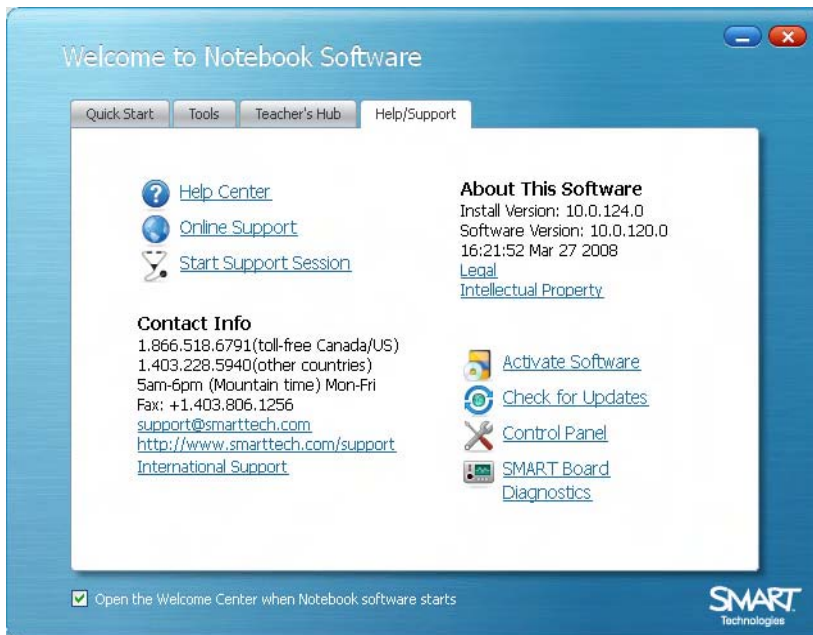 Welcome to Notebook Software
Quick Start
Tools
Teacher's Hub
Help/Support
Help Center
Online Support
Start Support Session
About This Software
Install Version: 10.0.124.0
Software Version: 10.0.120.0
16:21:52 Mar 27 2008
Legal
Intellectual Property
Contact Info
1.866.518.6791(toll-free Canada/US)
1.403.228.5940(other countries)
5am-6pm (Mountain time) Mon-Fri
Fax: +1.403.806.1256
support@smarttech.com
http://www.smarttech.com/support
International Support
Activate Software
Check for Updates
Control Panel
SMART Board
Diagnostics
Open the Welcome Center when Notebook software starts
SMART
Technologies